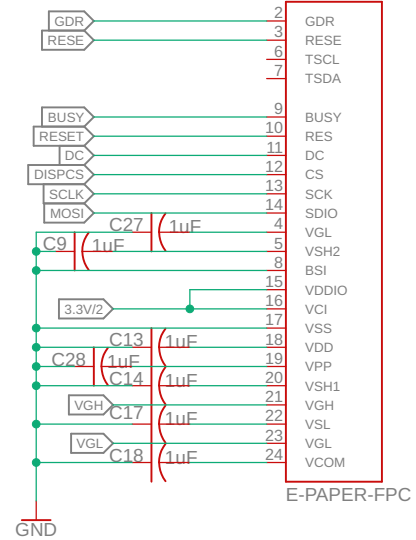 GDR 2 GDR
RESE 3 RESE
6 TSCL
7 TSDA
BUSY 9 BUSY
RESET 10 RES
DC 11 DC
DISPCS 12 CS
SCLK 13 SCK
MOSI 14 SDIO
C27 1uF 4 VGL
C9 1uF 5 VSH2
8 BSI
15 VDDIO
3.3V/2 16 VCI
17 VSS
C13 1uF 18 VDD
C28 1uF 19 VPP
C14 1uF 20 VSH1
VGH 21 VGH
C17 1uF 22 VSL
VGL 23 VGL
C18 1uF 24 VCOM
E-PAPER-FPC
GND